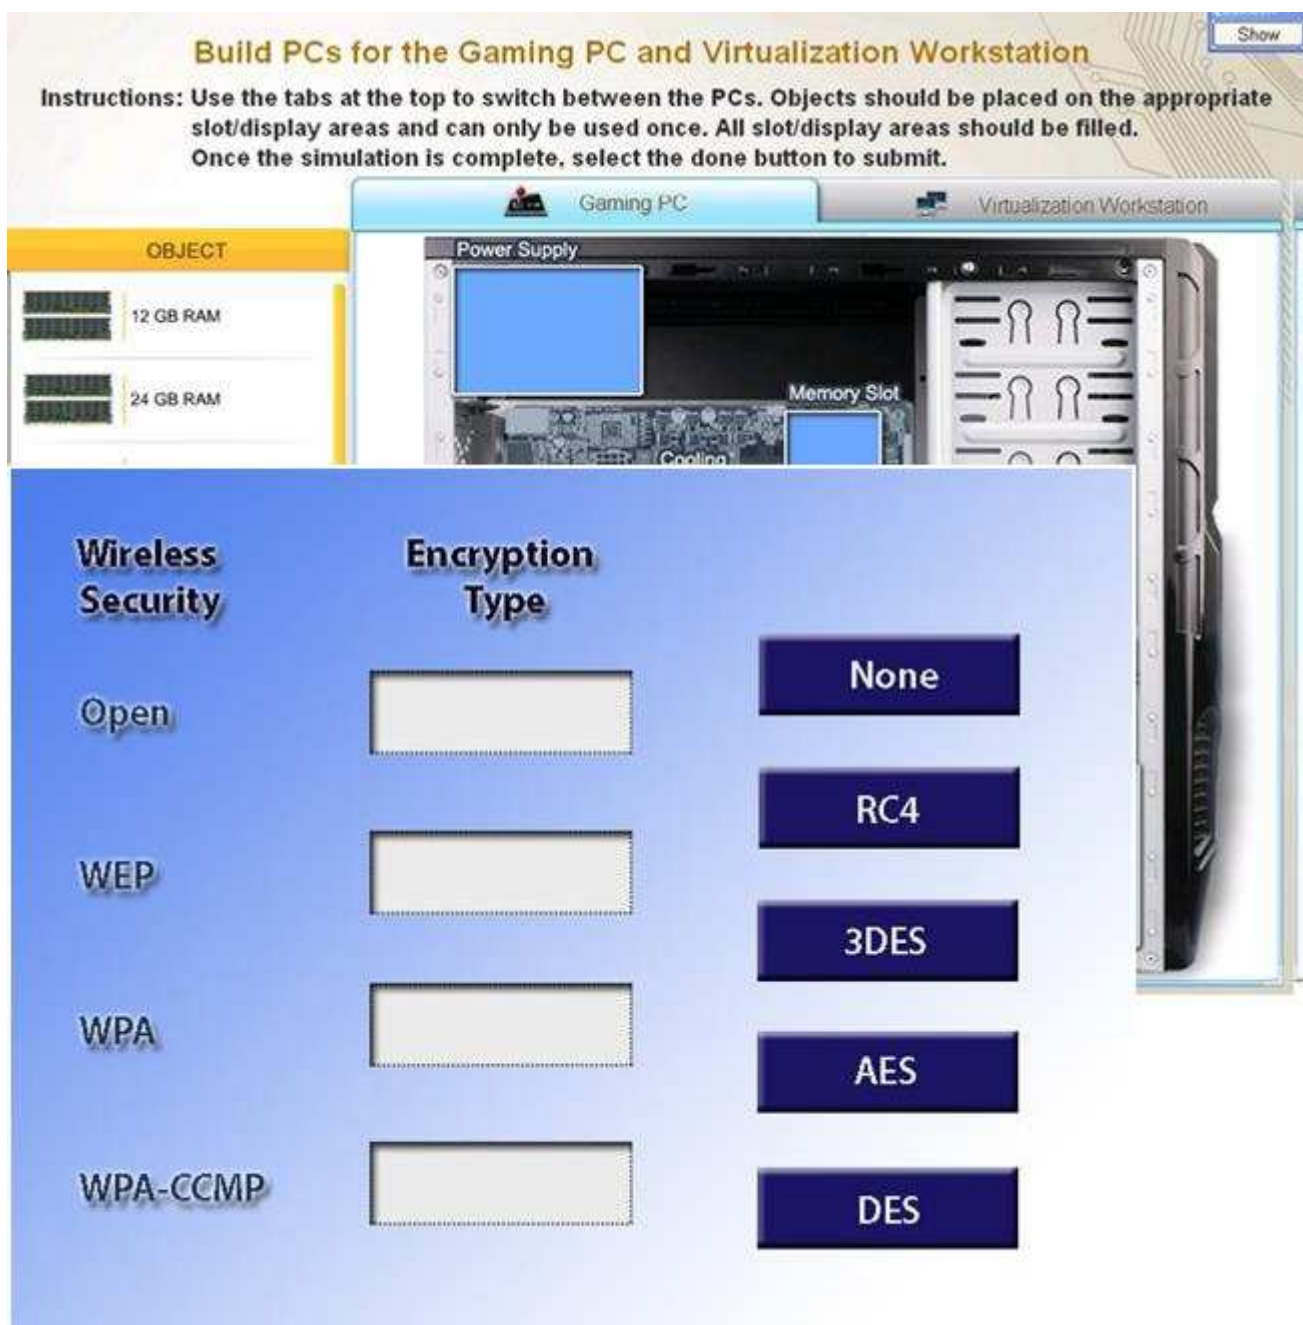 Show
Build PCs for the Gaming PC and Virtualization Workstation
Instructions: Use the tabs at the top to switch between the PCs. Objects should be placed on the appropriate
slot/display areas and can only be used once. All slot/display areas should be filled.
Once the simulation is complete, select the done button to submit.
Gaming PC
Virtualization Workstation
OBJECT
12 GB RAM
24 GB RAM
Power Supply
Memory Slot
Cooling
Wireless
Security
Encryption
Type
Open
WEP
WPA
WPA-CCMP
None
RC4
3DES
AES
DES